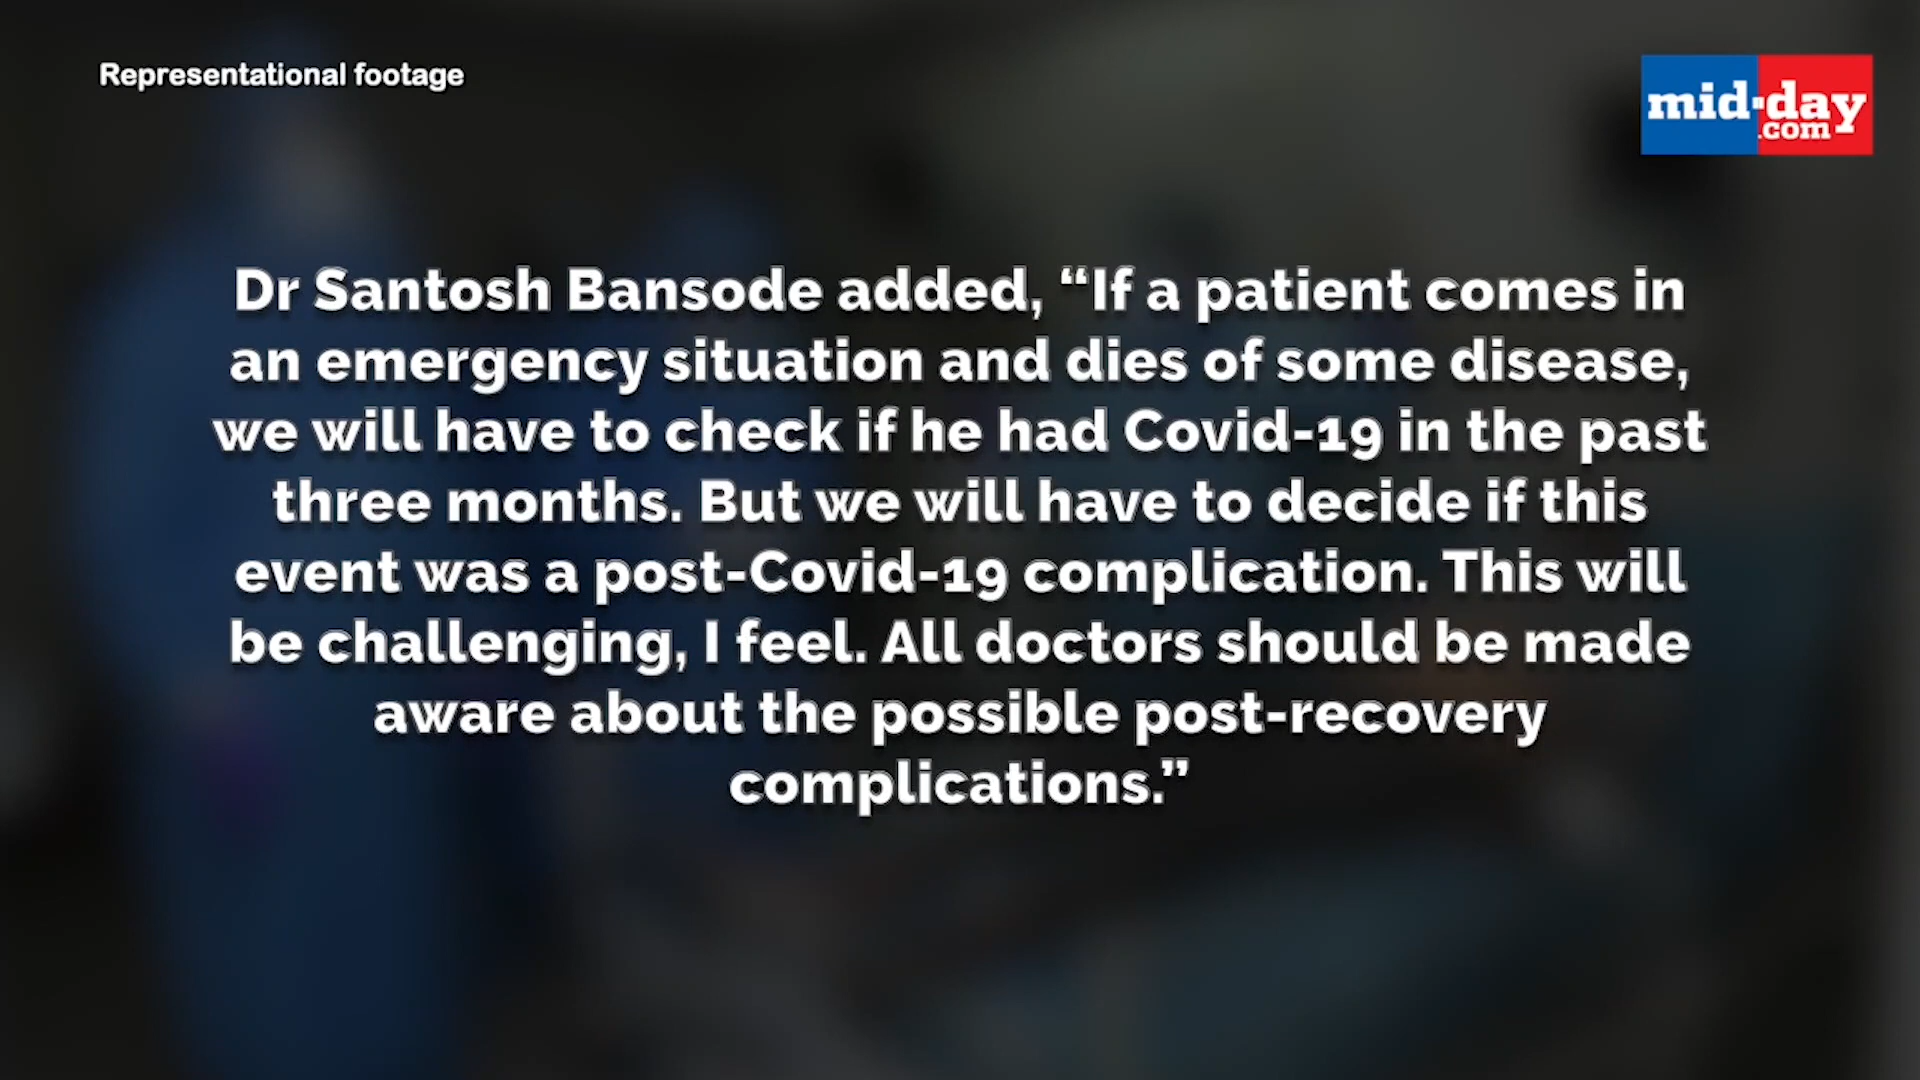 Representational footage
mid-day
.com
Dr Santosh Bansode added, “If a patient comes in
an emergency situation and dies of some disease,
we will have to check if he had Covid-19 in the past
three months. But we will have to decide if this
event was a post-Covid-19 complication. This will
be challenging, I feel. All doctors should be made
aware about the possible post-recovery
complications.”